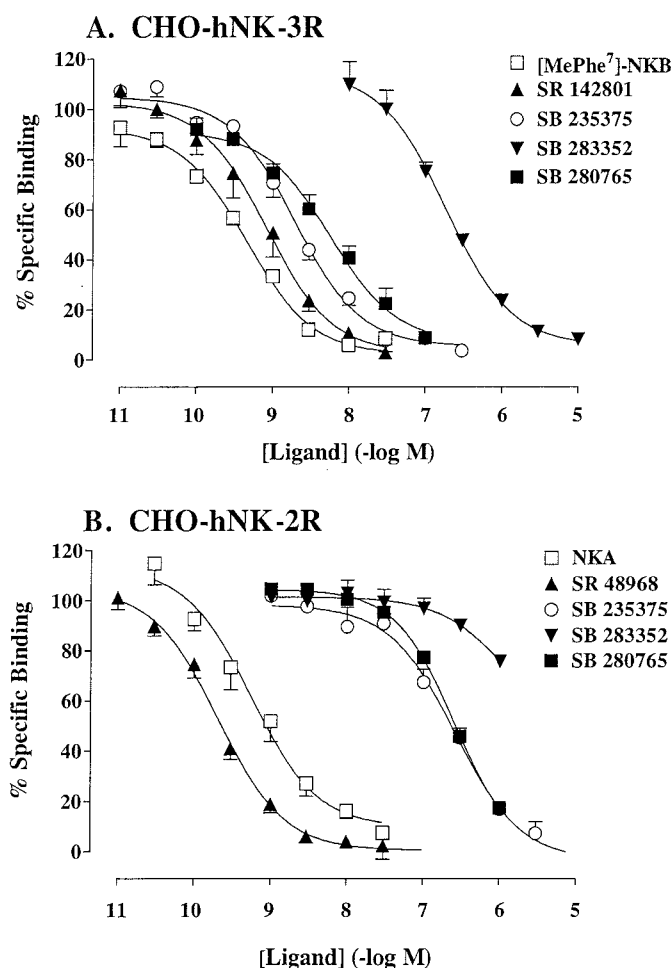 A. CHO-hNK-3R
[MePhe⁷]-NKB
SR 142801
SB 235375
SB 283352
SB 280765
% Specific Binding
120
100
80
60
40
20
0
11 10 9 8 7 6 5
[Ligand] (-log M)
B. CHO-hNK-2R
NKA
SR 48968
SB 235375
SB 283352
SB 280765
% Specific Binding
120
100
80
60
40
20
0
11 10 9 8 7 6 5
[Ligand] (-log M)